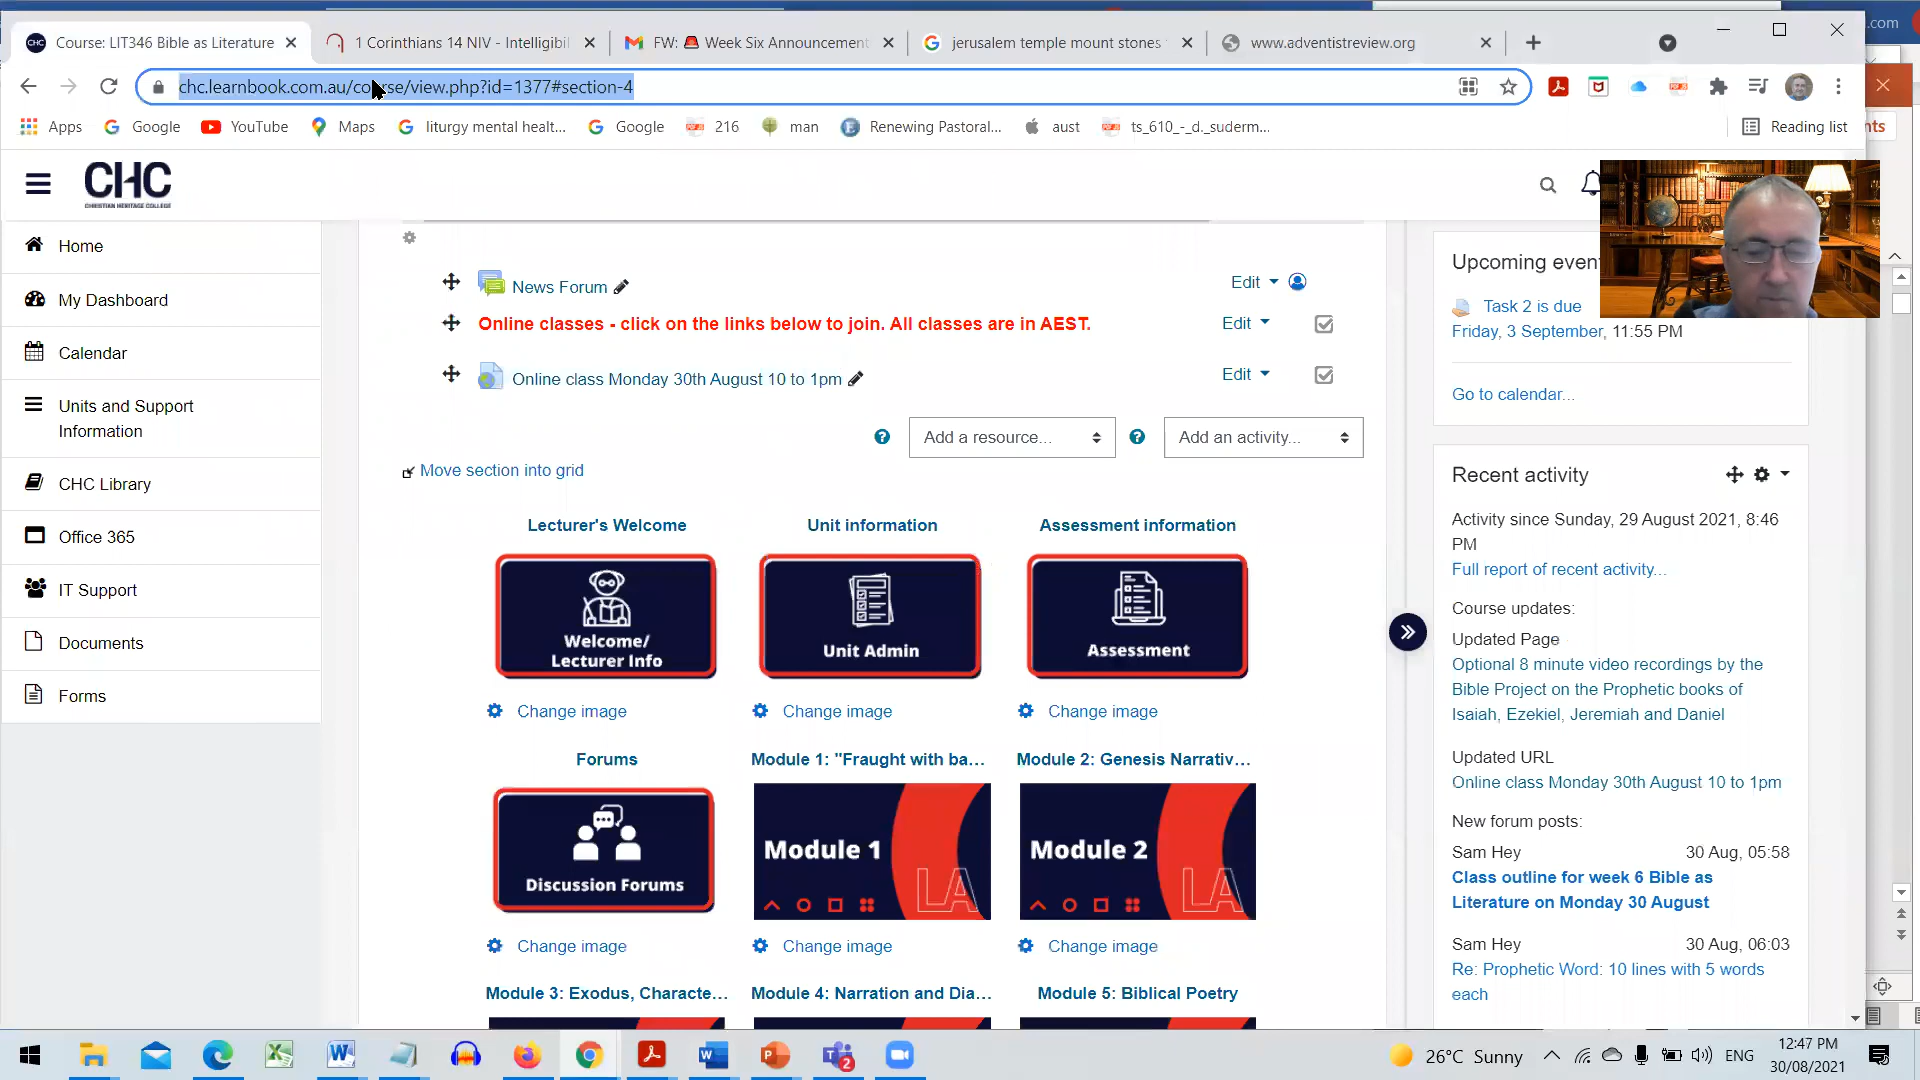 .com
Course: LIT346 Bible as Literature
1 Corinthians 14 NIV - Intelligibil
FW: 🚨 Week Six Announcement
jerusalem temple mount stones
www.adventistreview.org
chc.learnbook.com.au/course/view.php?id=1377#section-4
Apps
Google
YouTube
Maps
liturgy mental healt...
Google
216
man
Renewing Pastoral...
aust
ts_610_-_d._suderm...
Reading list
nts
CHC
CHRISTIAN HERITAGE COLLEGE
Home
My Dashboard
Calendar
Units and Support
Information
CHC Library
Office 365
IT Support
Documents
Forms
News Forum
Edit
Online classes - click on the links below to join. All classes are in AEST.
Edit
Online class Monday 30th August 10 to 1pm
Edit
Add a resource...
Add an activity...
Move section into grid
Lecturer's Welcome
Unit information
Assessment information
Welcome/
Lecturer Info
Unit Admin
Assessment
Change image
Change image
Change image
Forums
Module 1: "Fraught with ba...
Module 2: Genesis Narrativ...
Discussion Forums
Module 1
LA
Module 2
LA
Change image
Change image
Change image
Module 3: Exodus, Characte...
Module 4: Narration and Dia...
Module 5: Biblical Poetry
Upcoming even
Task 2 is due
Friday, 3 September, 11:55 PM
Go to calendar...
Recent activity
Activity since Sunday, 29 August 2021, 8:46
PM
Full report of recent activity...
Course updates:
Updated Page
Optional 8 minute video recordings by the
Bible Project on the Prophetic books of
Isaiah, Ezekiel, Jeremiah and Daniel
Updated URL
Online class Monday 30th August 10 to 1pm
New forum posts:
Sam Hey
30 Aug, 05:58
Class outline for week 6 Bible as
Literature on Monday 30 August
Sam Hey
30 Aug, 06:03
Re: Prophetic Word: 10 lines with 5 words
each
2
26°C Sunny
ENG
12:47 PM
30/08/2021